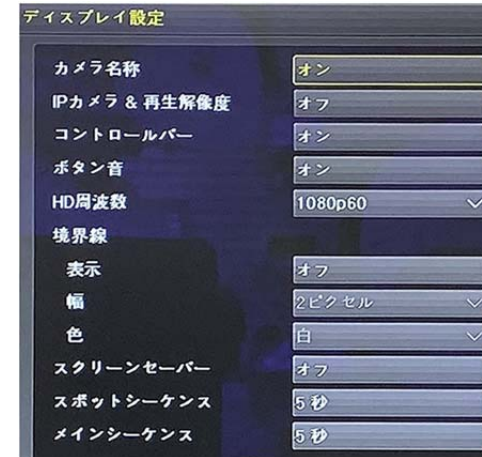 ディスプレイ設定
カメラ名称 オン
IPカメラ & 再生解像度 オフ
コントロールバー オン
ボタン音 オン
HD周波数 1080p60
境界線
表示 オフ
幅 2ピクセル
色 白
スクリーンセーバー オフ
スポットシーケンス 5 秒
メインシーケンス 5 秒